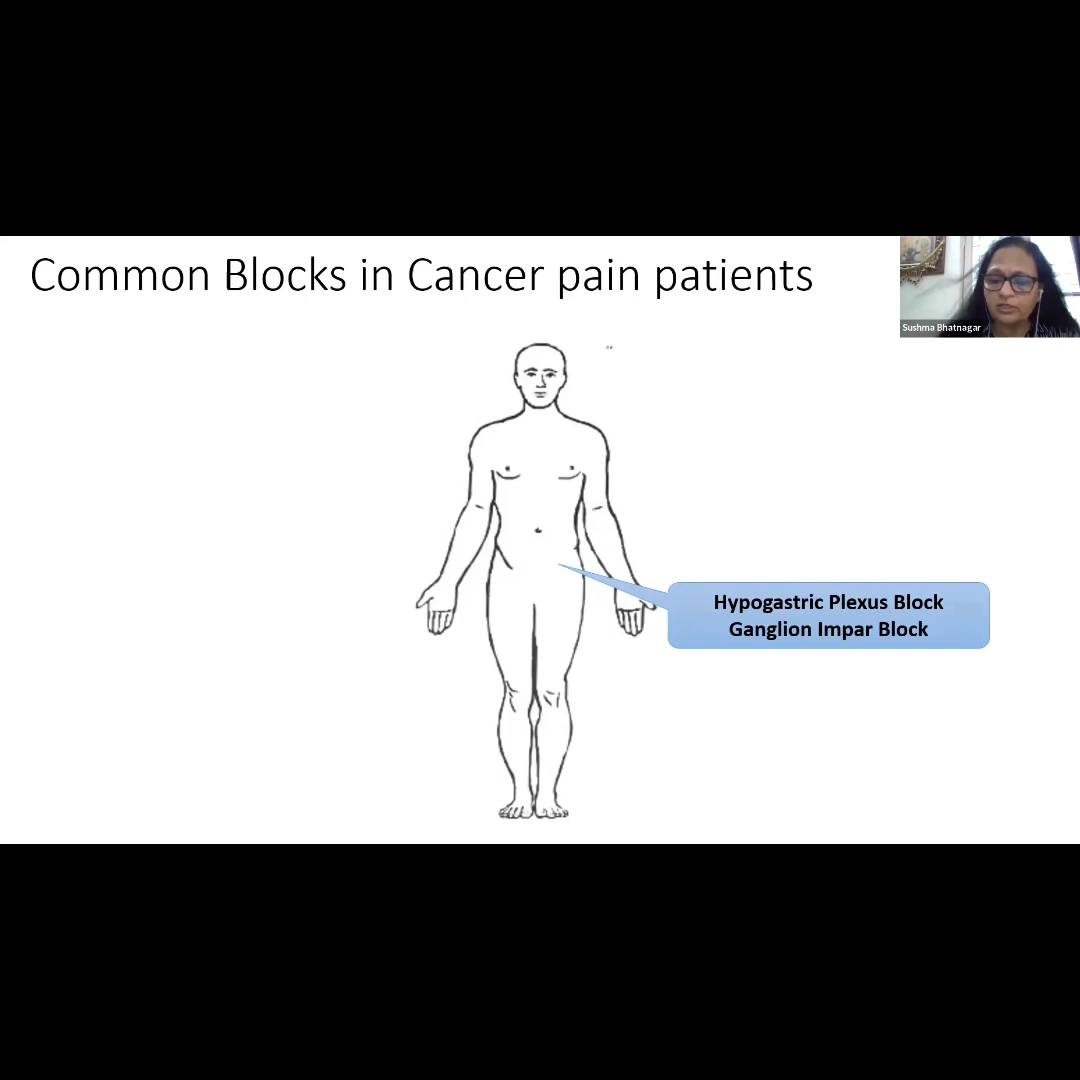 Common Blocks in Cancer pain patients
Sushma Bhatnagar
Hypogastric Plexus Block
Ganglion Impar Block